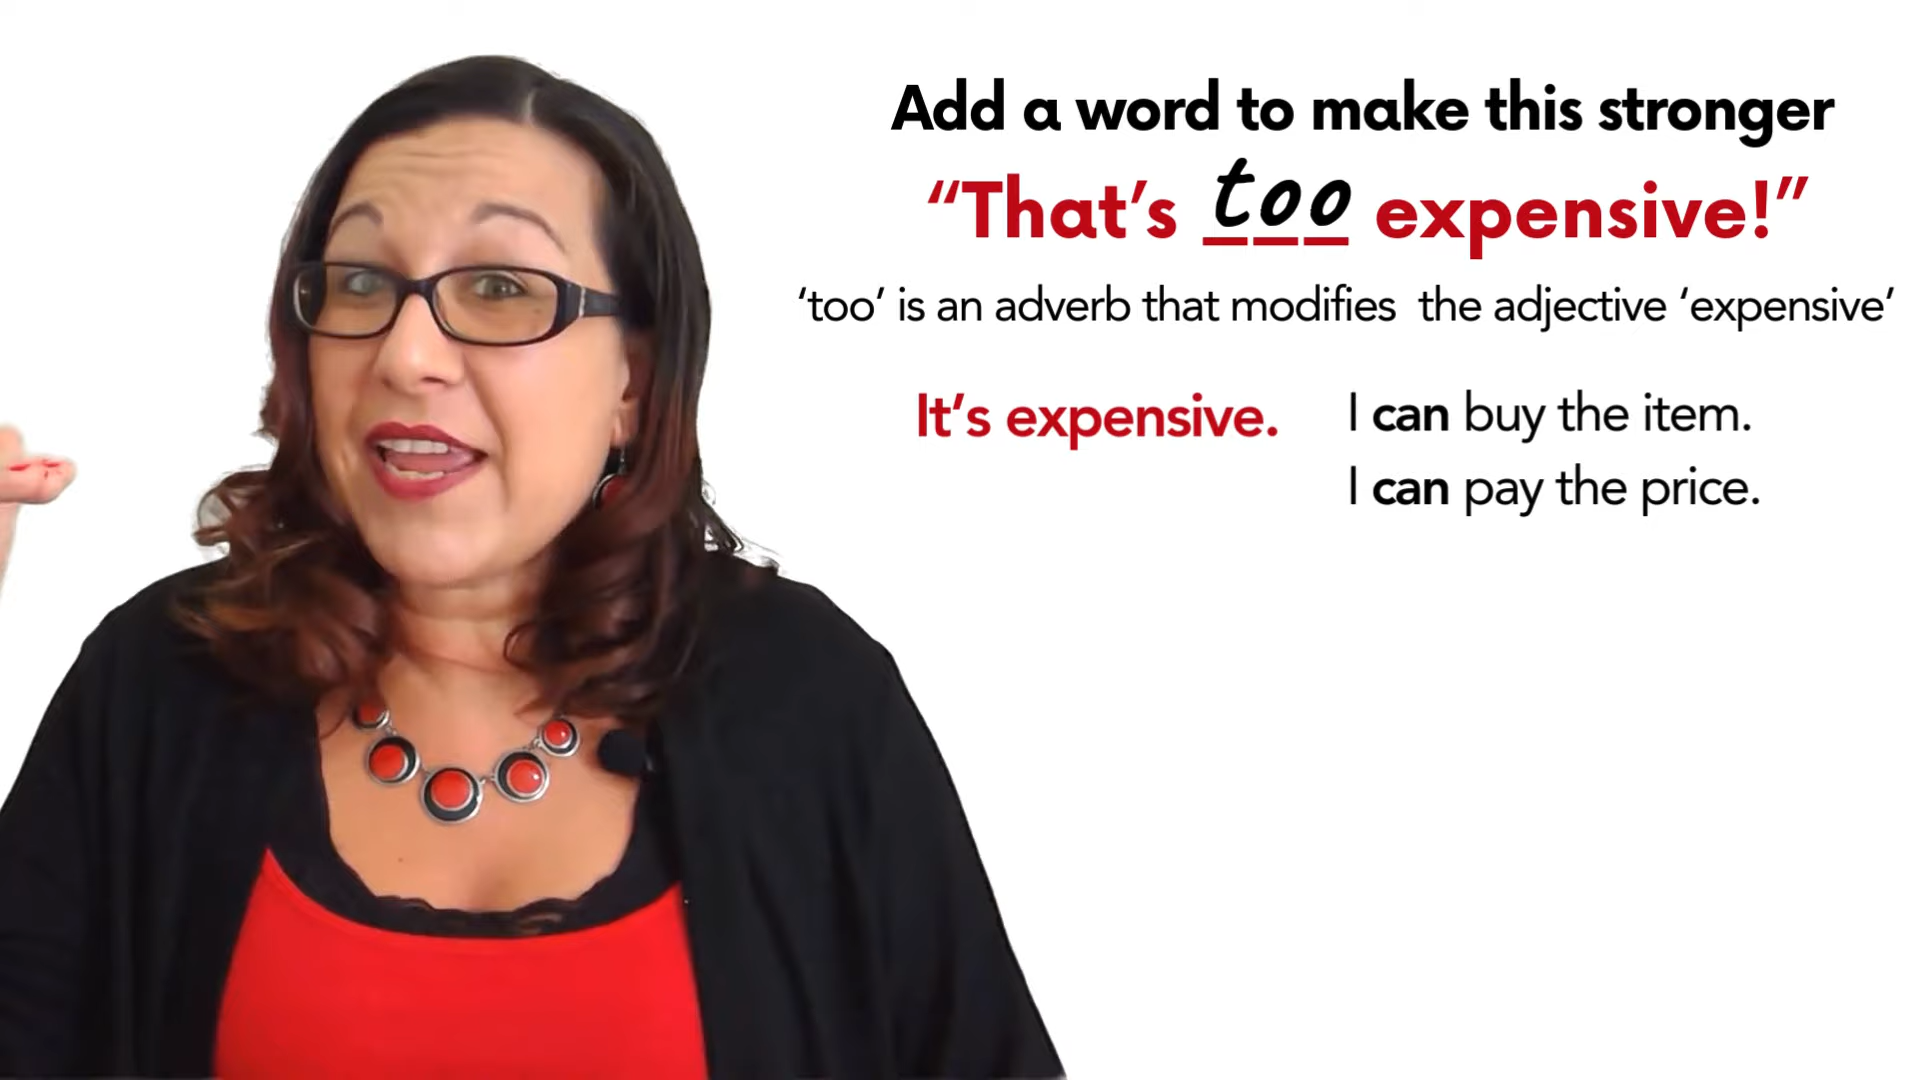 Add a word to make this stronger
“That’s too expensive!”
‘too’ is an adverb that modifies the adjective ‘expensive’
It’s expensive. I can buy the item.
I can pay the price.